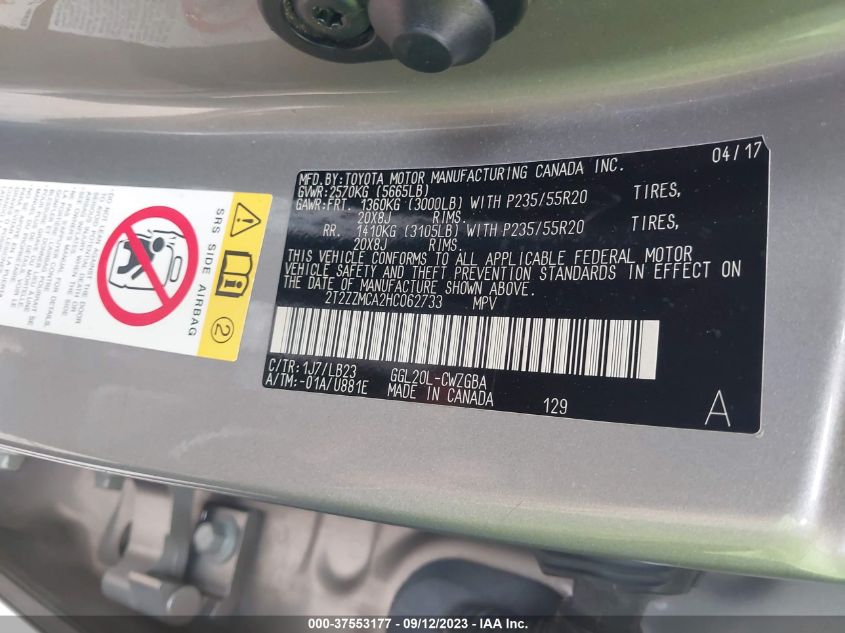 04/17
MFD.BY:TOYOTA MOTOR MANUFACTURING CANADA INC.
GVWR:2570KG (5665LB)
GAWR:FRT. 1360KG (3000LB) WITH P235/55R20 TIRES,
20X8J RIMS.
RR. 1410KG (3105LB) WITH P235/55R20 TIRES,
20X8J RIMS.
THIS VEHICLE CONFORMS TO ALL APPLICABLE FEDERAL MOTOR
VEHICLE SAFETY AND THEFT PREVENTION STANDARDS IN EFFECT ON
THE DATE OF MANUFACTURE SHOWN ABOVE.
2T2ZZMCA2HC062733 MPV
C/TR:1J7/LB23 GGL20L-CWZGBA
A/TM:-01A/U881E MADE IN CANADA 129 A
SRS SIDE AIRBAG
2
000-37553177 - 09/12/2023 - COPYRIGHT © 2023 IAA, Inc.